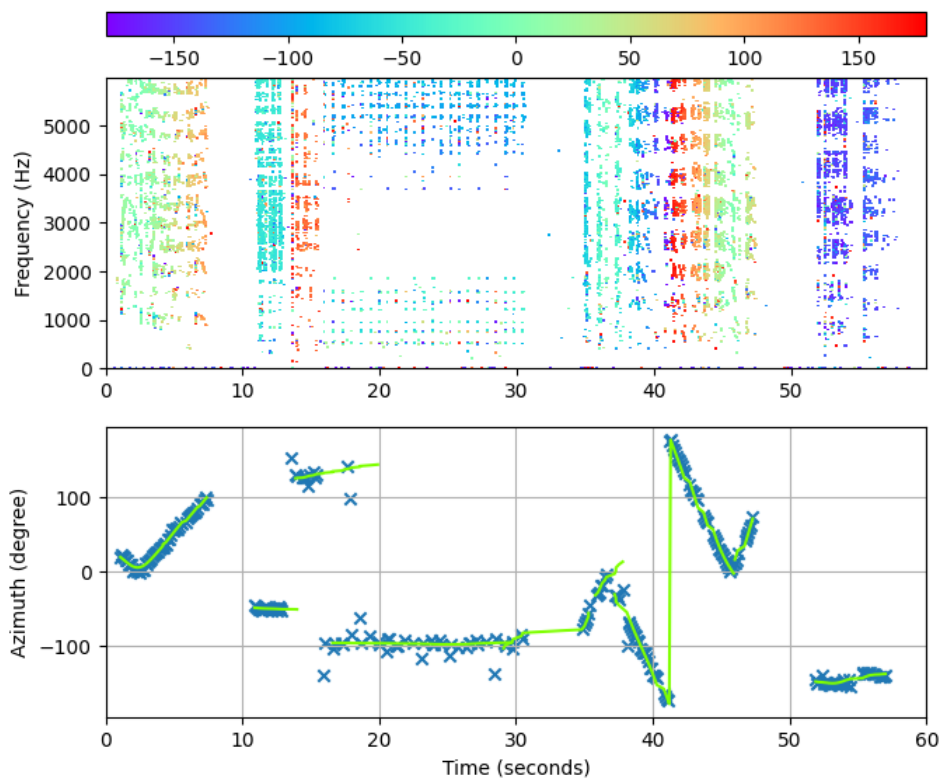 −150 −100 −50 0 50 100 150
Frequency (Hz)
5000
4000
3000
2000
1000
0
0 10 20 30 40 50
Azimuth (degree)
100
0
−100
0 10 20 30 40 50 60
Time (seconds)